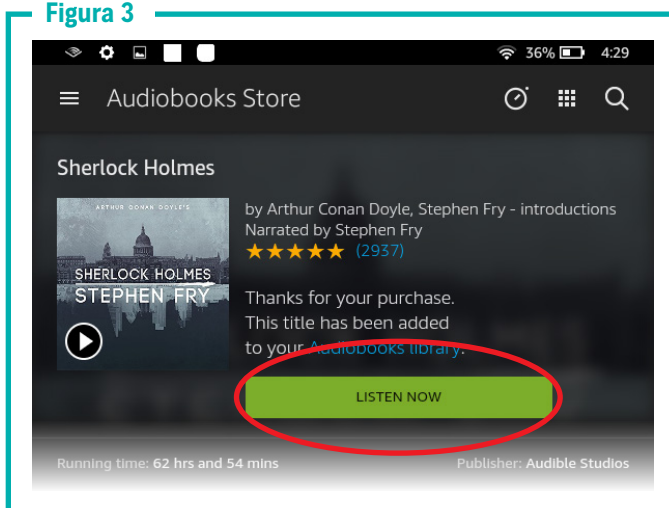 Figura 3
36% 4:29
Audiobooks Store
Sherlock Holmes
ARTHUR CONAN DOYLE'S
SHERLOCK HOLMES
STEPHEN FRY
by Arthur Conan Doyle, Stephen Fry - introductions
Narrated by Stephen Fry
(2937)
Thanks for your purchase.
This title has been added
to your Audiobooks library.
LISTEN NOW
Running time: 62 hrs and 54 mins
Publisher: Audible Studios